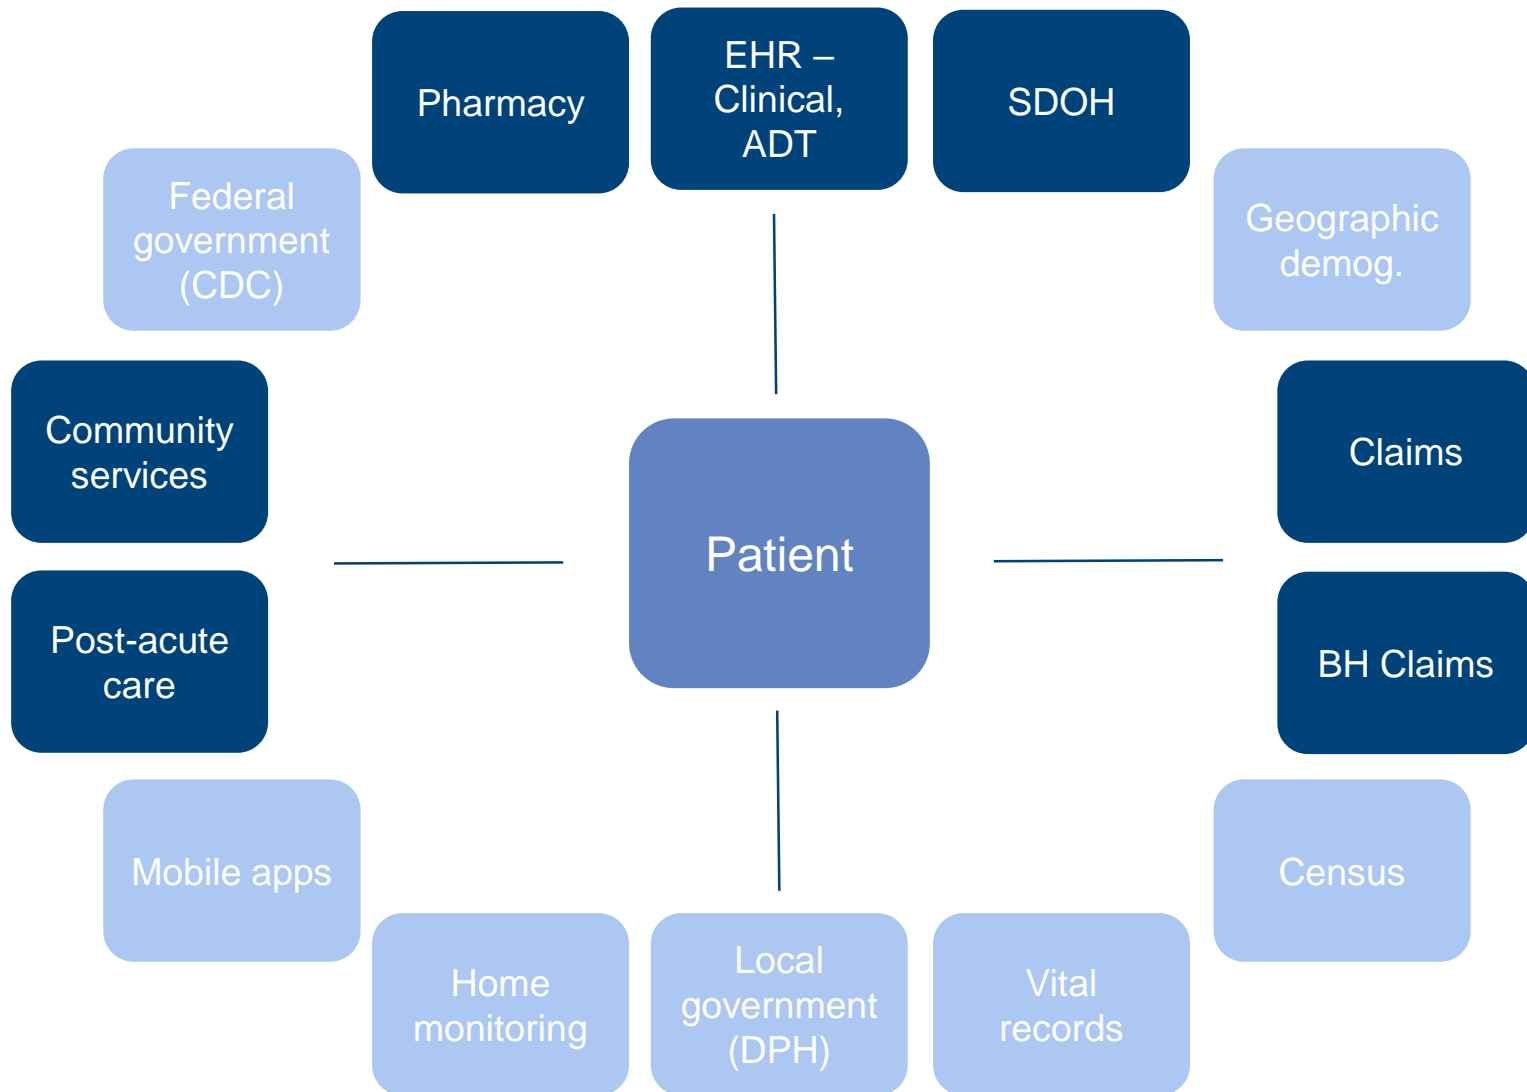 Pharmacy
EHR –
Clinical,
ADT
SDOH
Federal
government
(CDC)
Geographic
demog.
Community
services
Claims
Patient
Post-acute
care
BH Claims
Mobile apps
Census
Home
monitoring
Local
government
(DPH)
Vital
records